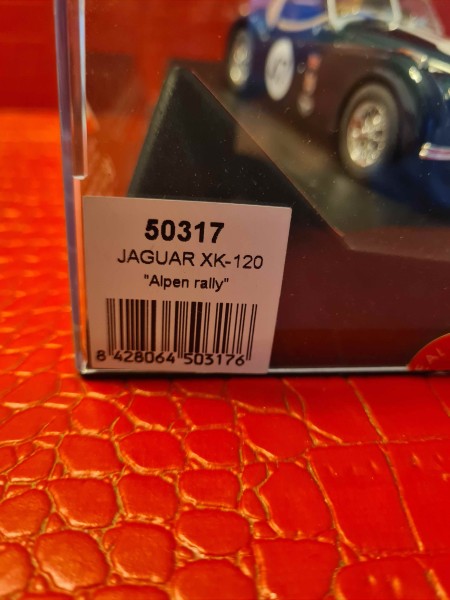 50317
JAGUAR XK-120
"Alpen rally"
8 428064 503176